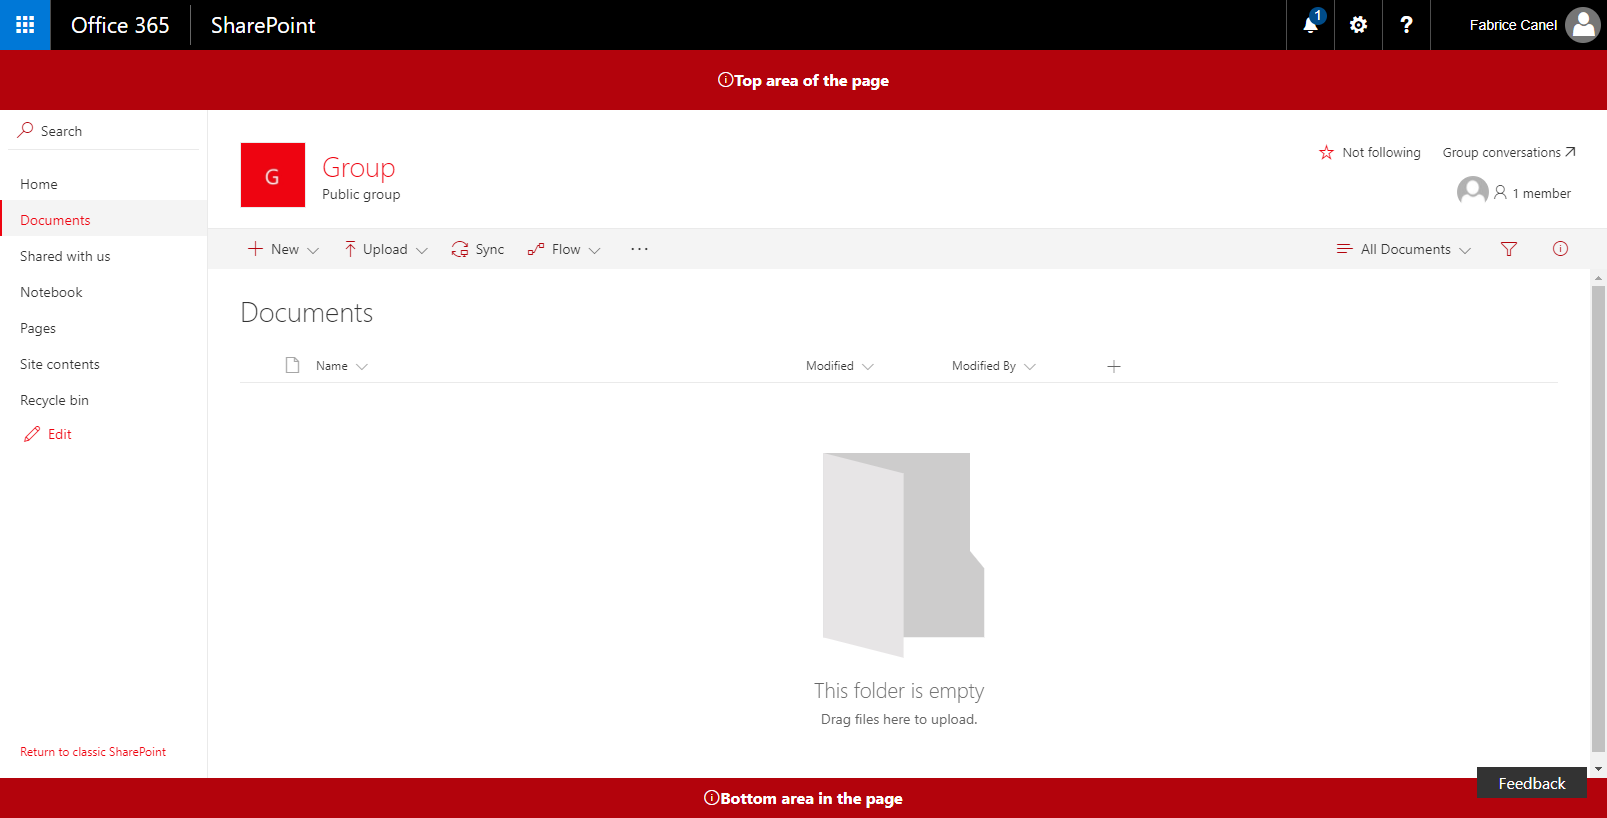 Office 365
SharePoint
1
?
Fabrice Canel
Top area of the page
Search
Home
Documents
Shared with us
Notebook
Pages
Site contents
Recycle bin
Edit
Return to classic SharePoint
G
Group
Public group
Not following
Group conversations
1 member
New
Upload
Sync
Flow
...
All Documents
Documents
Name
Modified
Modified By
This folder is empty
Drag files here to upload.
Feedback
Bottom area in the page